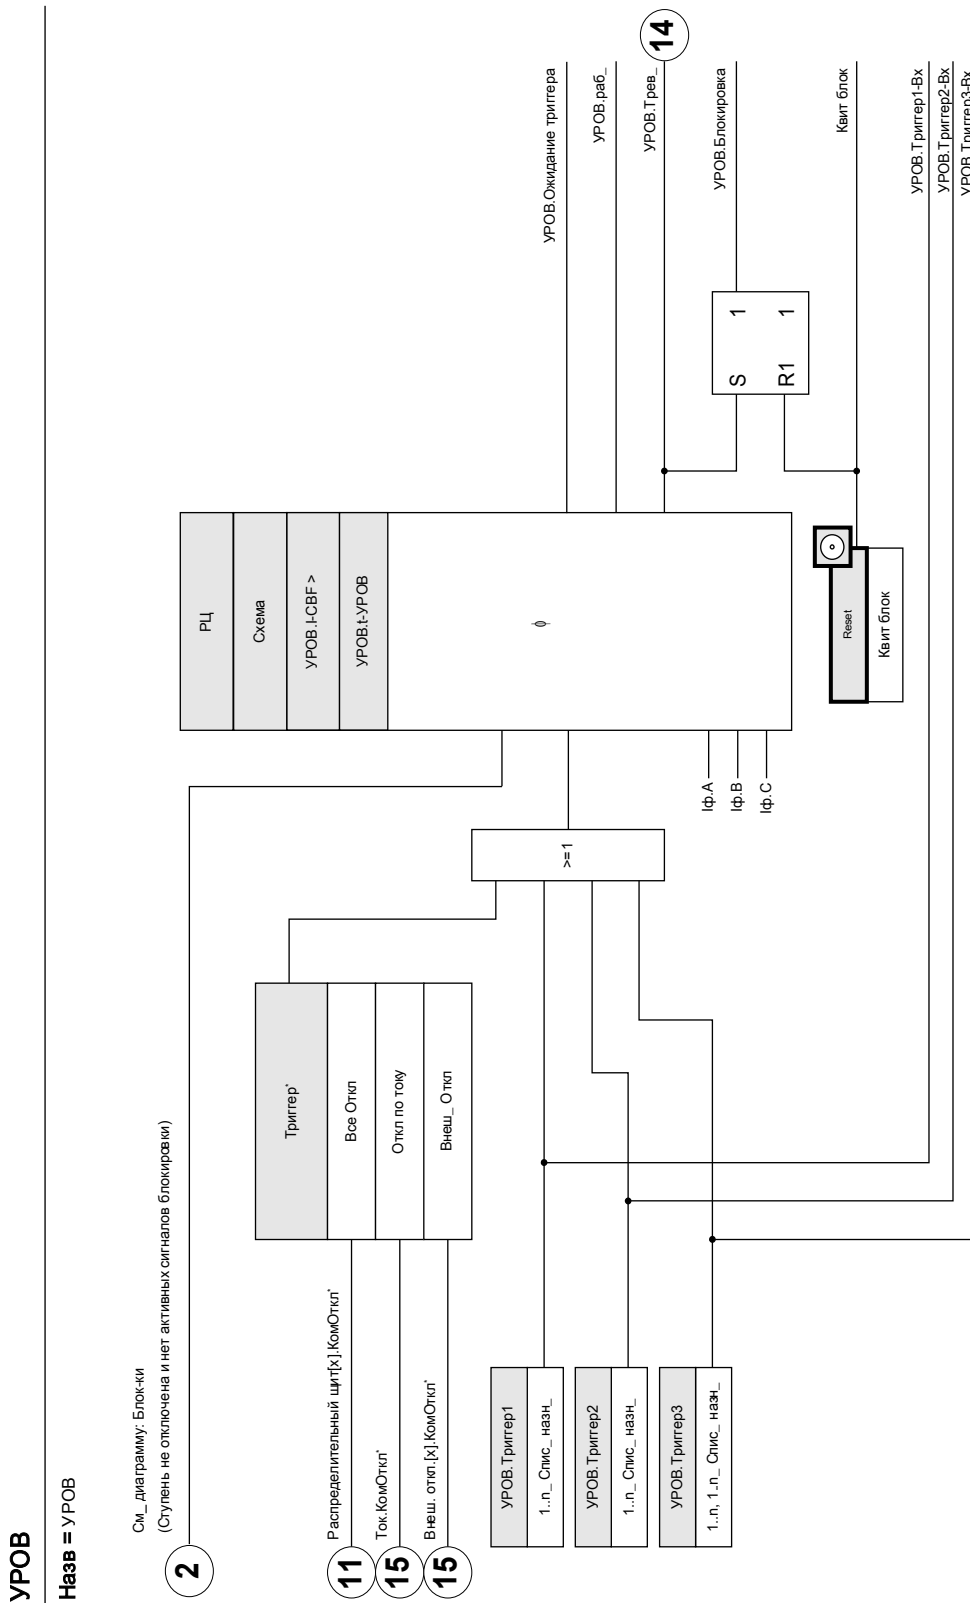 УРОВ
Назв = УРОВ
См_ диаграмму: Блок-ки
(Ступень не отключена и нет активных сигналов блокировки)
2
Распределительный щит[x].КомОткл*
11
Ток.КомОткл*
15
Внеш. откл.[x].КомОткл*
15
Триггер*
Все Откл
Откл по току
Внеш_ Откл
УРОВ.Триггер1
1..n_ Спис_ назн_
УРОВ.Триггер2
1..n_ Спис_ назн_
УРОВ.Триггер3
1..n, 1..n_ Спис_ назн_
>=1
Iф.A
Iф.B
Iф.C
РЦ
Схема
УРОВ.I-CBF >
УРОВ.t-УРОВ
ϕ
Reset
Квит блок
S 1
R1 1
УРОВ.Ожидание триггера
УРОВ.раб_
УРОВ.Трев_
14
УРОВ.Блокировка
Квит блок
УРОВ.Триггер1-Вх
УРОВ.Триггер2-Вх
УРОВ.Триггер3-Вх